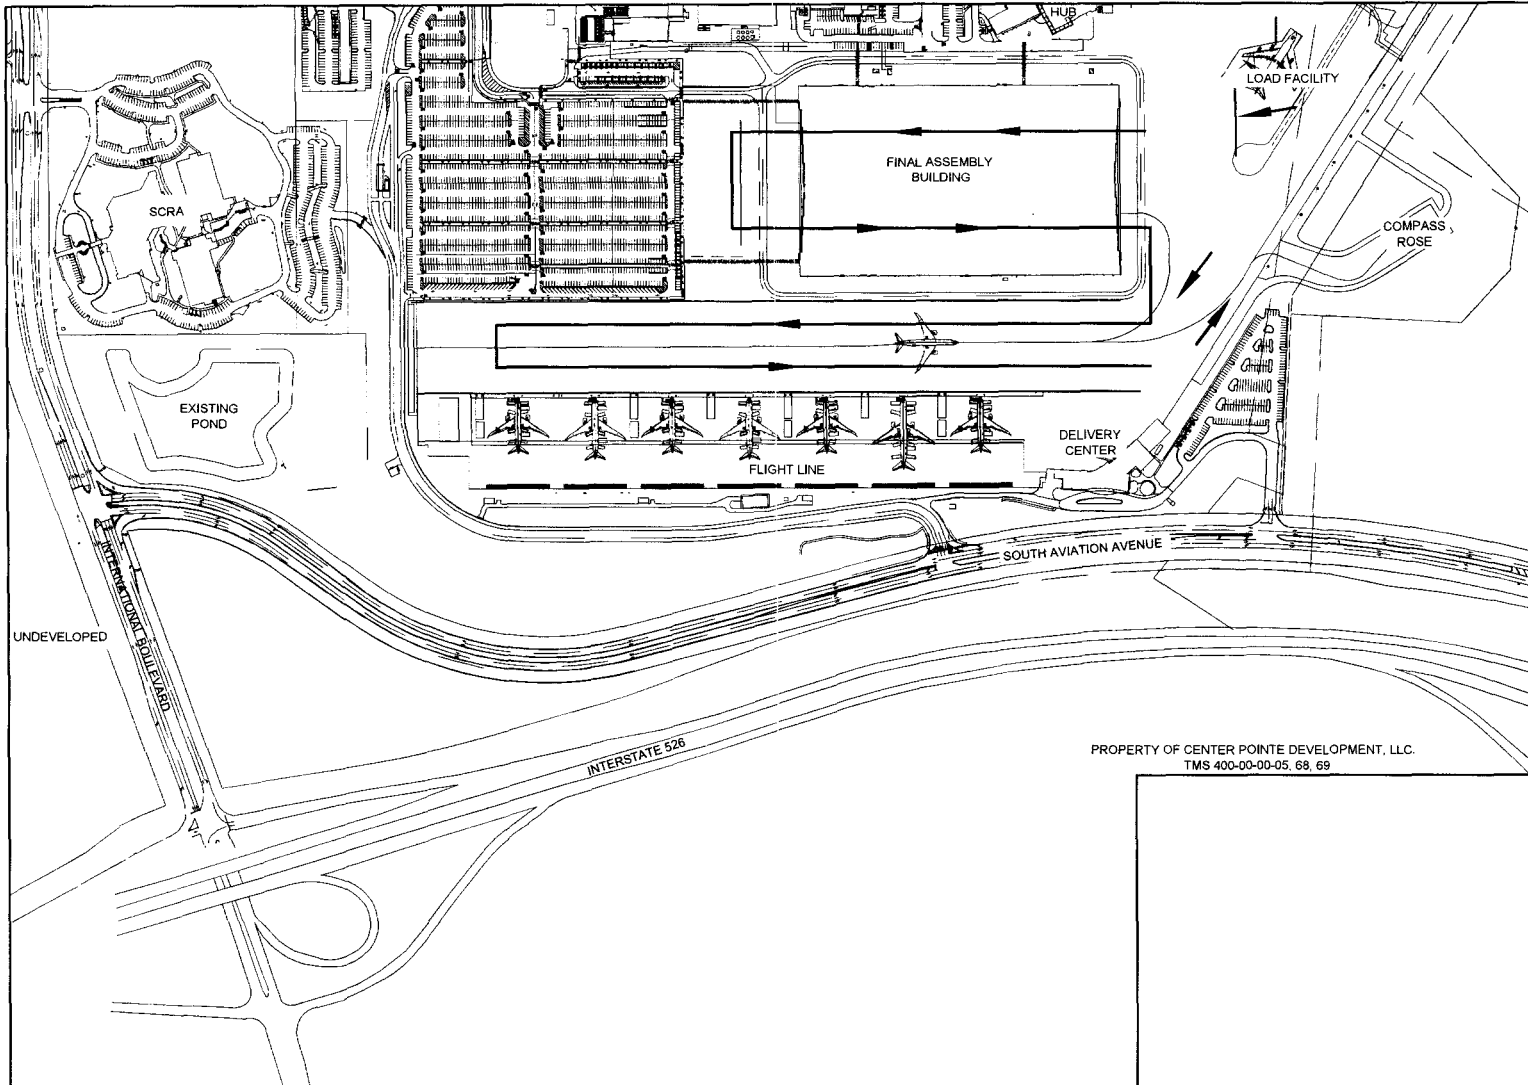 HUB
LOAD FACILITY
FINAL ASSEMBLY
BUILDING
SCRA
COMPASS
ROSE
EXISTING
POND
DELIVERY
CENTER
FLIGHT LINE
SOUTH AVIATION AVENUE
INTERNATIONAL BOULEVARD
UNDEVELOPED
INTERSTATE 526
PROPERTY OF CENTER POINTE DEVELOPMENT, LLC.
TMS 400-00-00-05, 68, 69